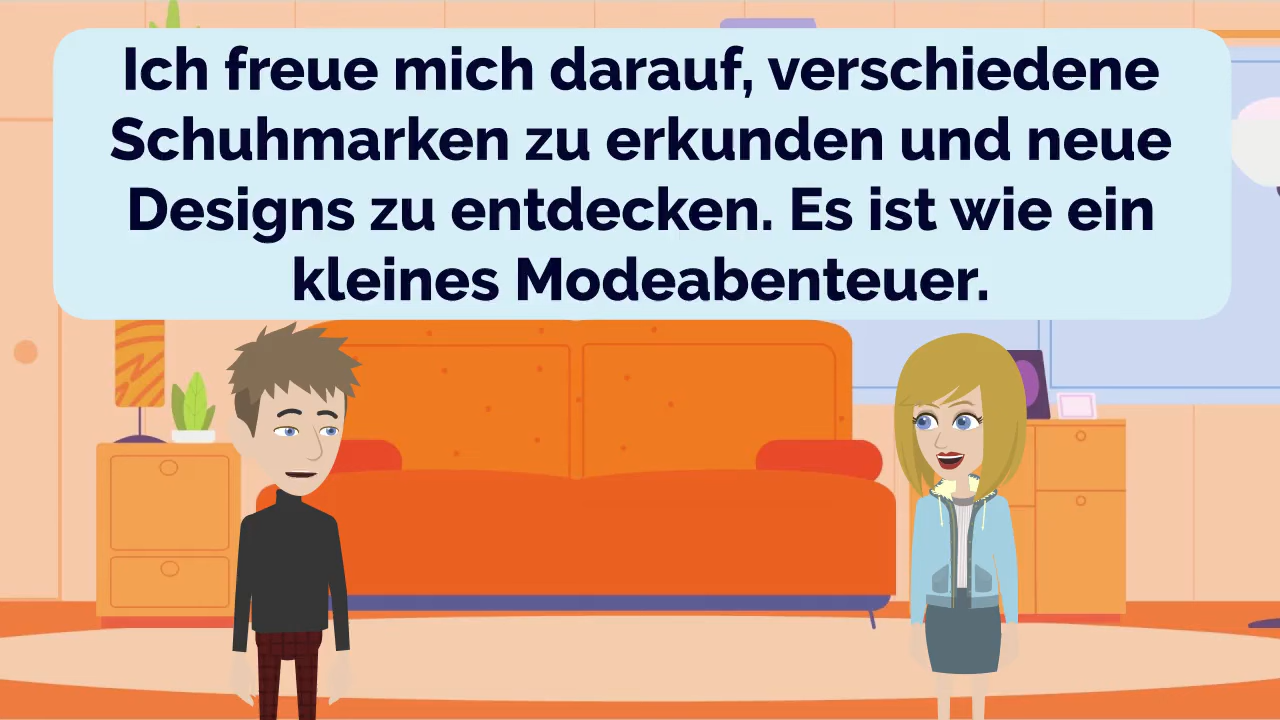 Ich freue mich darauf, verschiedene
Schuhmarken zu erkunden und neue
Designs zu entdecken. Es ist wie ein
kleines Modeabenteuer.